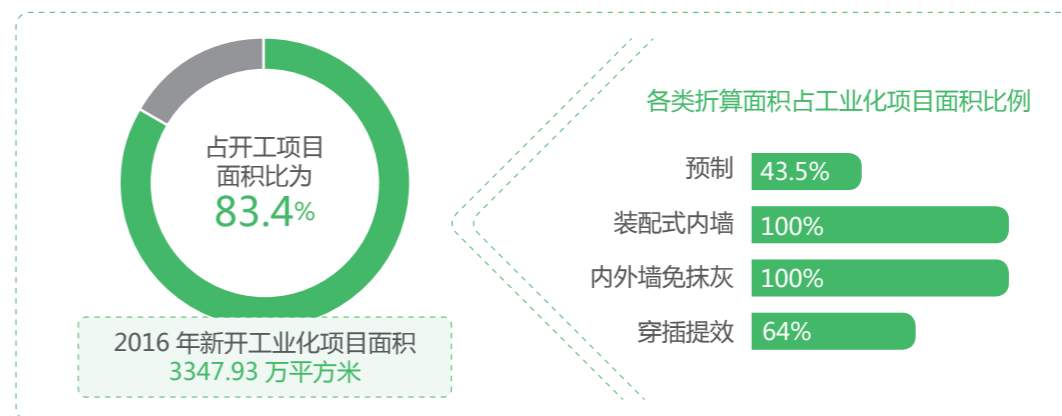 占开工项目
面积比为
83.4%
2016 年新开工业化项目面积
3347.93 万平方米
各类折算面积占工业化项目面积比例
预制 43.5%
装配式内墙 100%
内外墙免抹灰 100%
穿插提效 64%